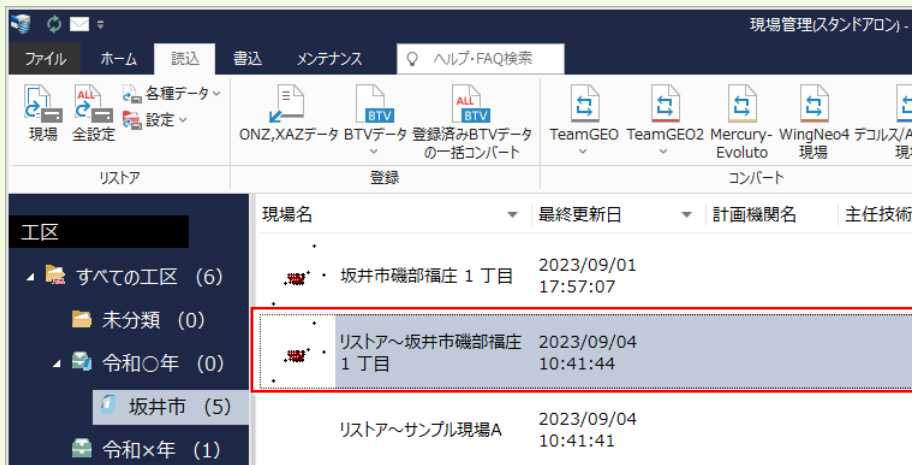 現場管理(スタンドアロン) -
ファイル ホーム 読込 書込 メンテナンス ヘルプ・FAQ検索
ALL 各種データ
設定
BTV ALL BTV
現場 全設定 ONZ,XAZデータ BTVデータ 登録済みBTVデータ TeamGEO TeamGEO2 Mercury- WingNeo4 デコルス/A
の一括コンバート Evoluto 現場 現
リストア 登録 コンバート
工区
すべての工区 (6)
未分類 (0)
令和○年 (0)
坂井市 (5)
令和×年 (1)
現場名 最終更新日 計画機関名 主任技術
坂井市磯部福庄 1 丁目 2023/09/01
17:57:07
リストア～坂井市磯部福庄 2023/09/04
1 丁目 10:41:44
リストア～サンプル現場A 2023/09/04
10:41:41